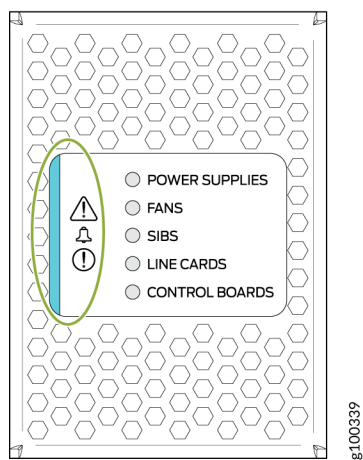 POWER SUPPLIES
FANS
SIBS
LINE CARDS
CONTROL BOARDS
g100339